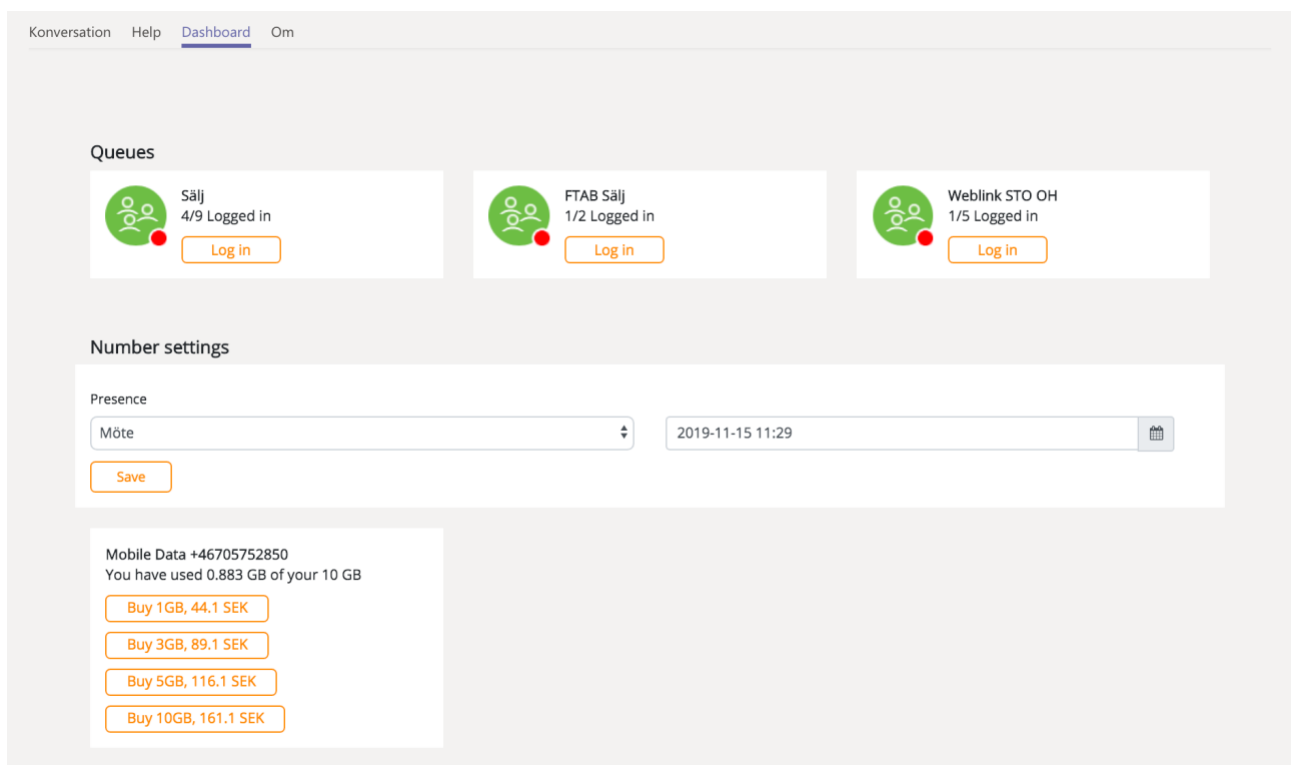 Konversation Help Dashboard Om
Queues
Sälj
4/9 Logged in
Log in
FTAB Sälj
1/2 Logged in
Log in
Weblink STO OH
1/5 Logged in
Log in
Number settings
Presence
Möte
2019-11-15 11:29
Save
Mobile Data +46705752850
You have used 0.883 GB of your 10 GB
Buy 1GB, 44.1 SEK
Buy 3GB, 89.1 SEK
Buy 5GB, 116.1 SEK
Buy 10GB, 161.1 SEK